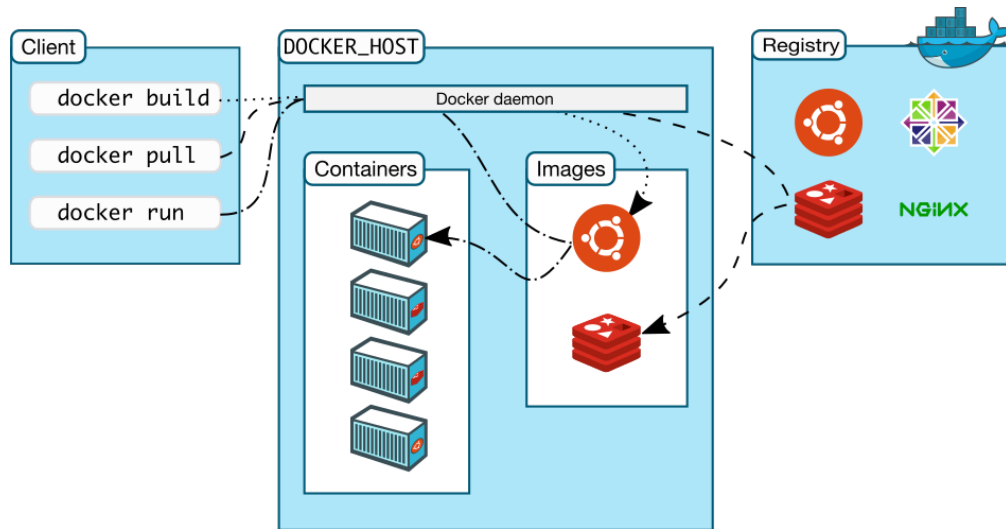 Client
docker build
docker pull
docker run
DOCKER_HOST
Docker daemon
Containers
Images
Registry
NGINX